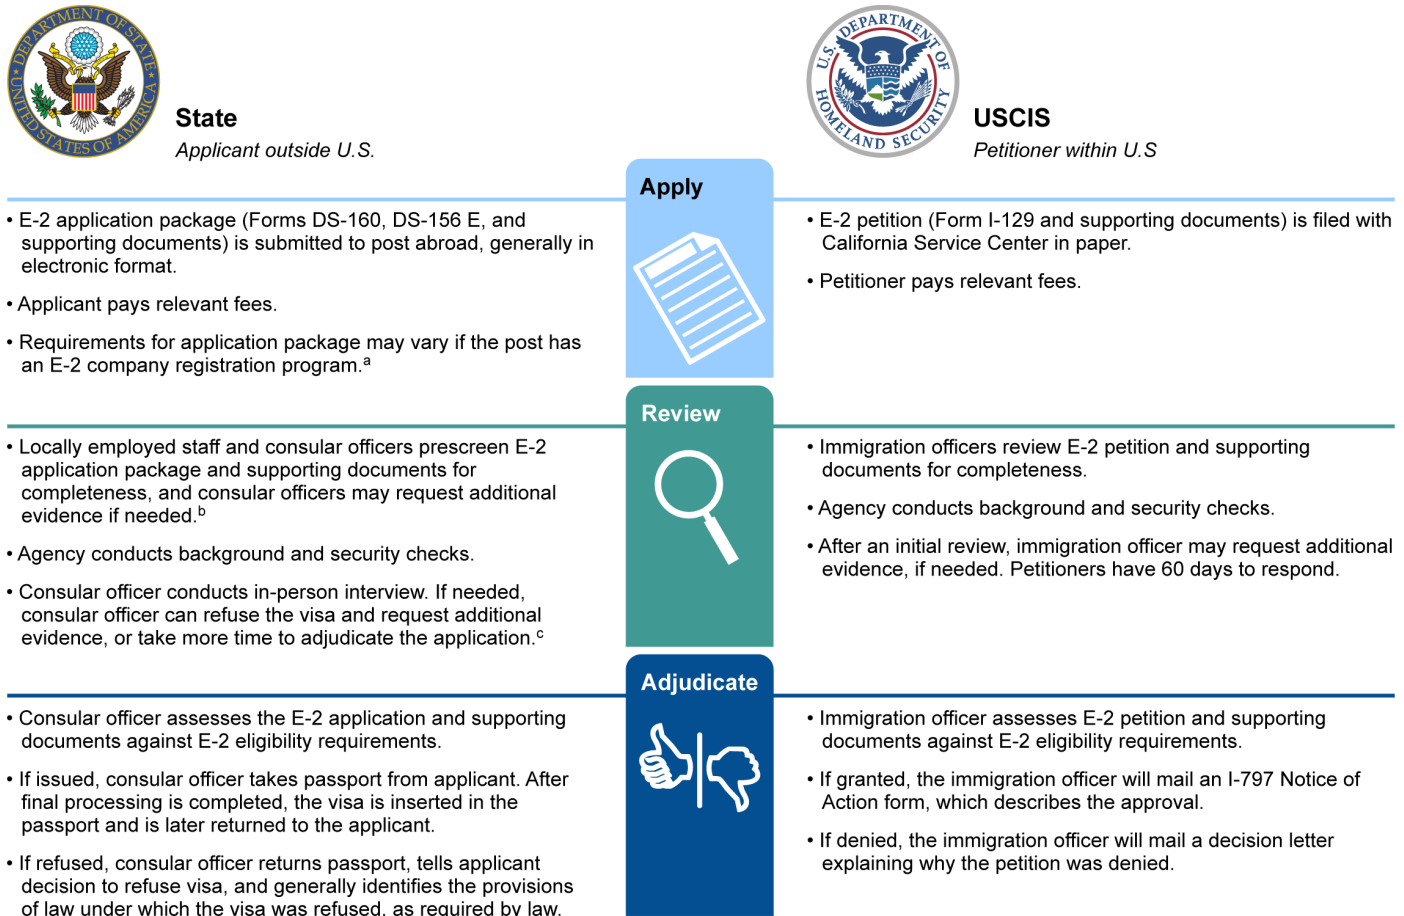 DEPARTMENT OF STATE
UNITED STATES OF AMERICA
State
Applicant outside U.S.
U.S. DEPARTMENT OF
HOMELAND SECURITY
USCIS
Petitioner within U.S
Apply
• E-2 application package (Forms DS-160, DS-156 E, and
supporting documents) is submitted to post abroad, generally in
electronic format.
• Applicant pays relevant fees.
• Requirements for application package may vary if the post has
an E-2 company registration program.a
• E-2 petition (Form I-129 and supporting documents) is filed with
California Service Center in paper.
• Petitioner pays relevant fees.
Review
• Locally employed staff and consular officers prescreen E-2
application package and supporting documents for
completeness, and consular officers may request additional
evidence if needed.b
• Agency conducts background and security checks.
• Consular officer conducts in-person interview. If needed,
consular officer can refuse the visa and request additional
evidence, or take more time to adjudicate the application.c
• Immigration officers review E-2 petition and supporting
documents for completeness.
• Agency conducts background and security checks.
• After an initial review, immigration officer may request additional
evidence, if needed. Petitioners have 60 days to respond.
Adjudicate
• Consular officer assesses the E-2 application and supporting
documents against E-2 eligibility requirements.
• If issued, consular officer takes passport from applicant. After
final processing is completed, the visa is inserted in the
passport and is later returned to the applicant.
• If refused, consular officer returns passport, tells applicant
decision to refuse visa, and generally identifies the provisions
of law under which the visa was refused, as required by law.
• Immigration officer assesses E-2 petition and supporting
documents against E-2 eligibility requirements.
• If granted, the immigration officer will mail an I-797 Notice of
Action form, which describes the approval.
• If denied, the immigration officer will mail a decision letter
explaining why the petition was denied.